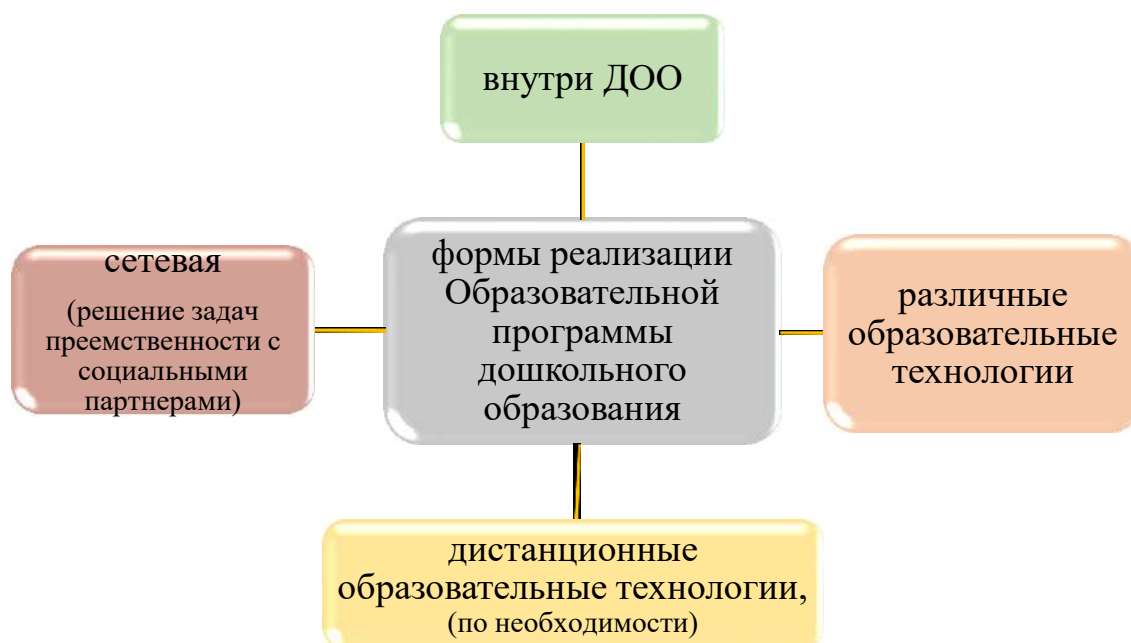 внутри ДОО
сетевая
(решение задач
преемственности с
социальными
партнерами)
формы реализации
Образовательной
программы
дошкольного
образования
различные
образовательные
технологии
дистанционные
образовательные технологии,
(по необходимости)